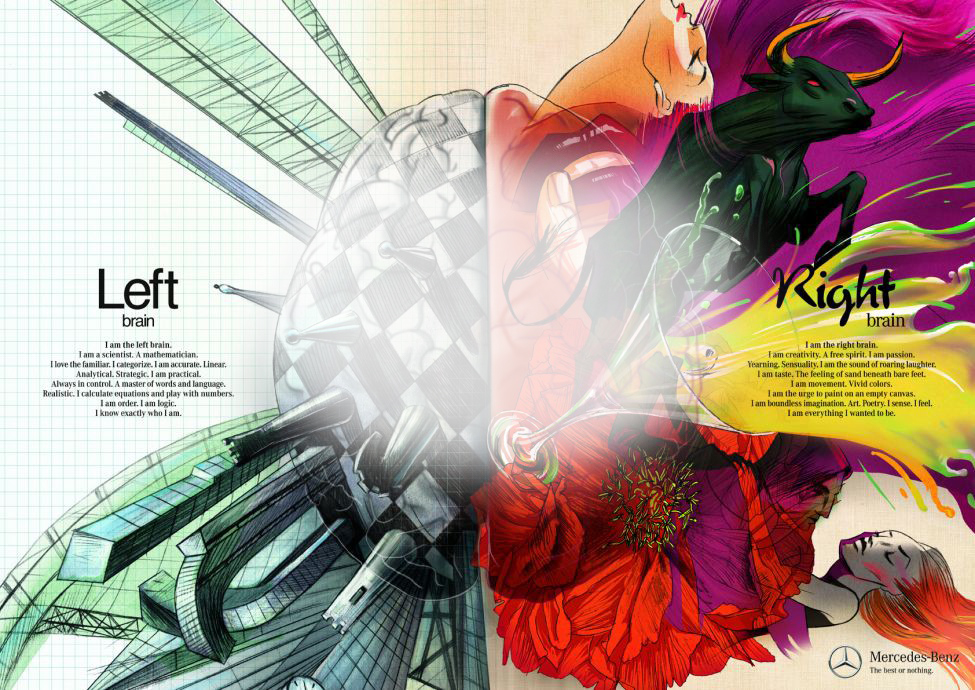 Left
brain
I am the left brain.
I am a scientist. A mathematician.
I love the familiar. I categorize. I am accurate. Linear.
Analytical. Strategic. I am practical.
Always in control. A master of words and language.
Realistic. I calculate equations and play with numbers.
I am order. I am logic.
I know exactly who I am.
Right
brain
I am the right brain.
I am creativity. A free spirit. I am passion.
Yearning. Sensuality. I am the sound of roaring laughter.
I am taste. The feeling of sand beneath bare feet.
I am movement. Vivid colors.
I am the urge to paint on an empty canvas.
I am boundless imagination. Art. Poetry. I sense. I feel.
I am everything I wanted to be.
Mercedes-Benz
The best or nothing.